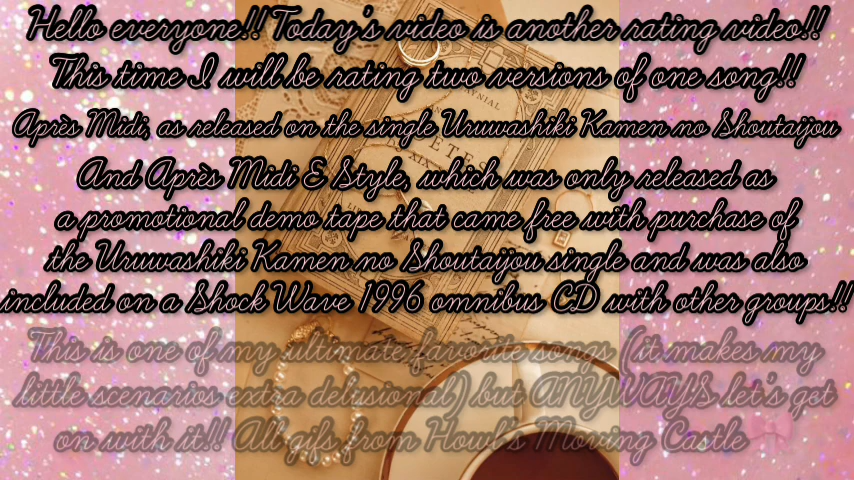 Hello everyone!! Today's video is another rating video!!
This time I will be rating two versions of one song!!
Après Midi, as released on the single Uruwashiki Kamen no Shoutaijou
And Après Midi & Style, which was only released as
a promotional demo tape that came free with purchase of
the Uruwashiki Kamen no Shoutaijou single and was also
included on a Shock Wave 1996 omnibus CD with other groups!!
This is one of my ultimate favorite songs (it makes my
little scenarios extra delusional) but ANYWAYS let's get
on with it!! All gifs from Howl's Moving Castle